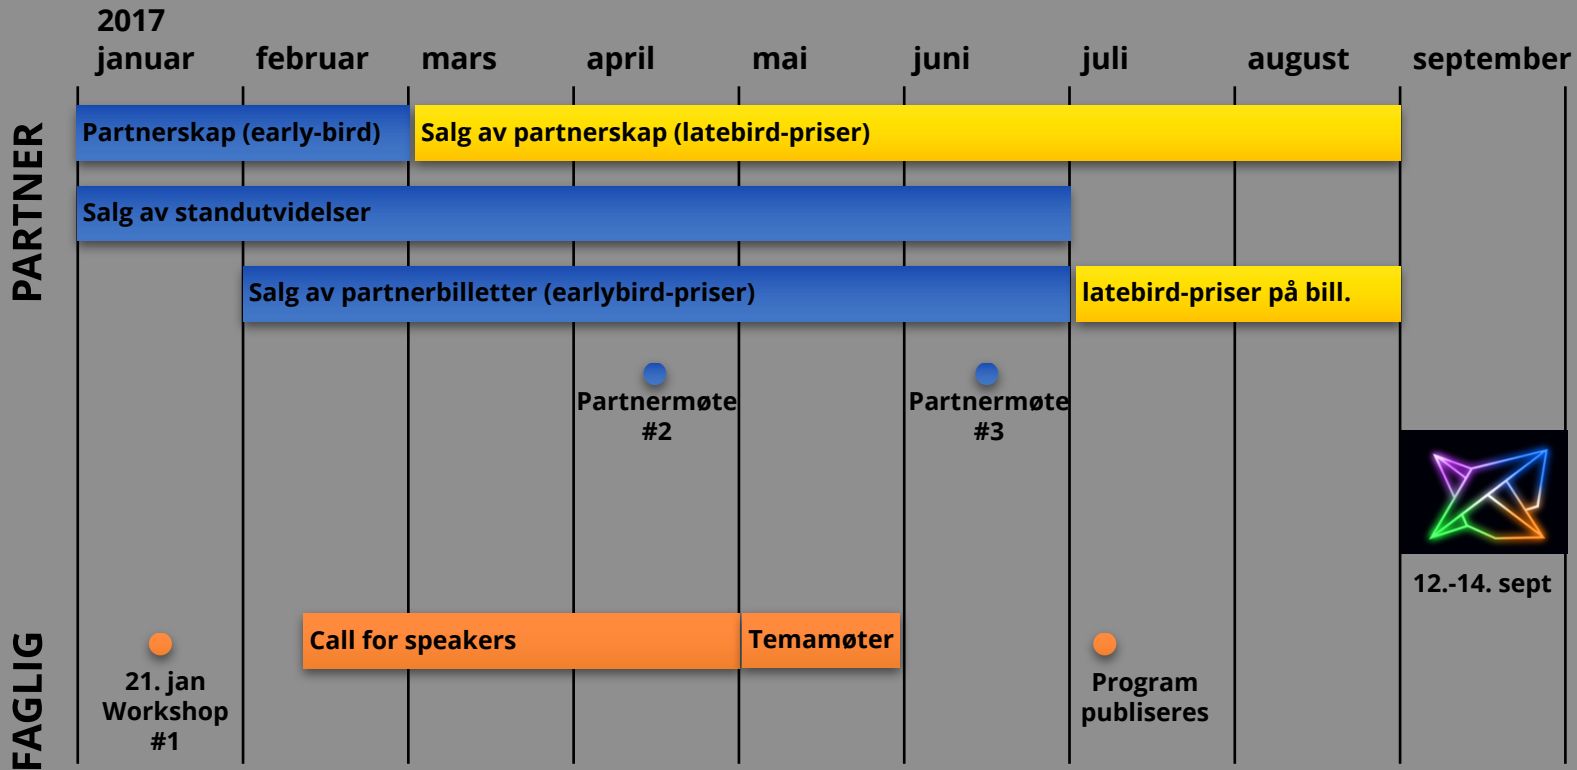 2017
januar februar mars april mai juni juli august september
PARTNER
Partnerskap (early-bird) Salg av partnerskap (latebird-priser)
Salg av standutvidelser
Salg av partnerbilletter (earlybird-priser) latebird-priser på bill.
Partnermøte
#2
Partnermøte
#3
12.-14. sept
FAGLIG
Call for speakers Temamøter
21. jan
Workshop
#1
Program
publiseres